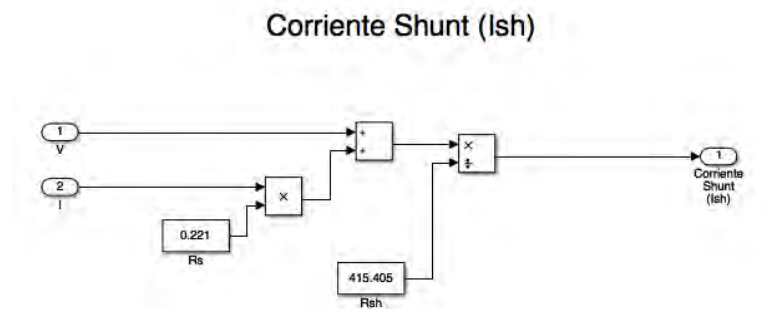 Corriente Shunt (Ish)
1
V
+
+
×
÷
1
Corriente
Shunt
(Ish)
2
I
×
0.221
Rs
415.405
Rsh